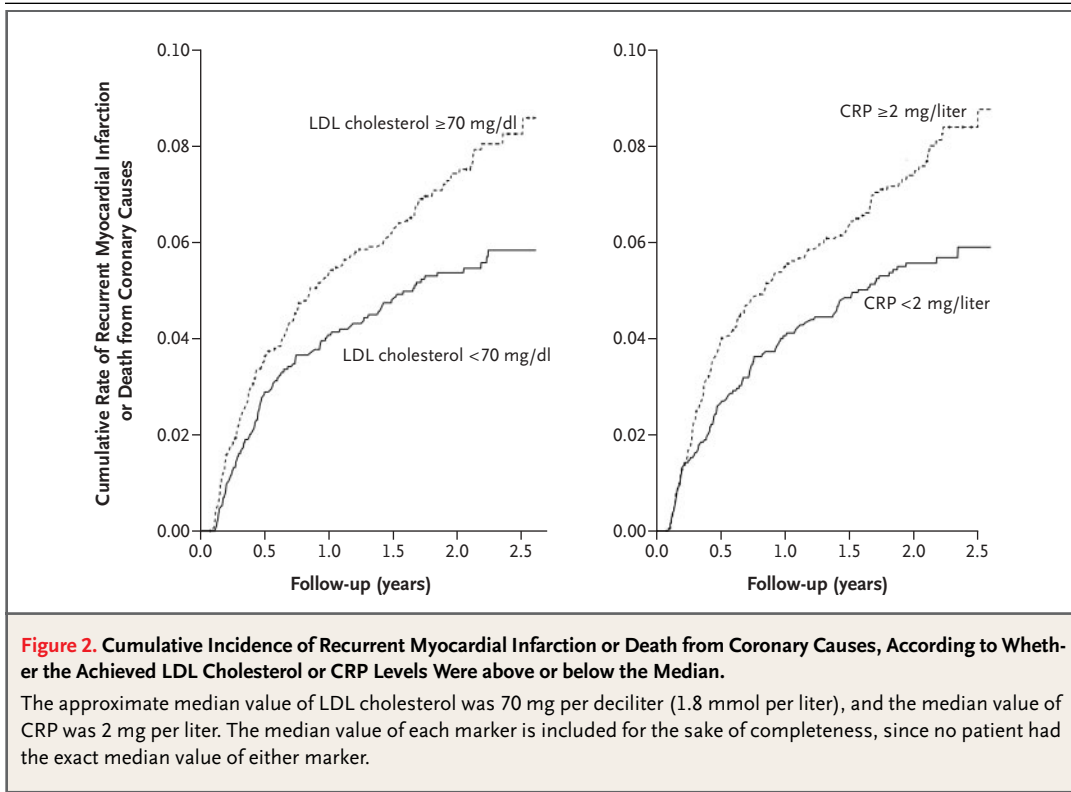 Cumulative Rate of Recurrent Myocardial Infarction
or Death from Coronary Causes
0.10
0.08
0.06
0.04
0.02
0.00
LDL cholesterol ≥70 mg/dl
LDL cholesterol <70 mg/dl
0.0 0.5 1.0 1.5 2.0 2.5
Follow-up (years)
0.10
0.08
0.06
0.04
0.02
0.00
CRP ≥2 mg/liter
CRP <2 mg/liter
0.0 0.5 1.0 1.5 2.0 2.5
Follow-up (years)
Figure 2. Cumulative Incidence of Recurrent Myocardial Infarction or Death from Coronary Causes, According to Wheth-
er the Achieved LDL Cholesterol or CRP Levels Were above or below the Median.
The approximate median value of LDL cholesterol was 70 mg per deciliter (1.8 mmol per liter), and the median value of
CRP was 2 mg per liter. The median value of each marker is included for the sake of completeness, since no patient had
the exact median value of either marker.